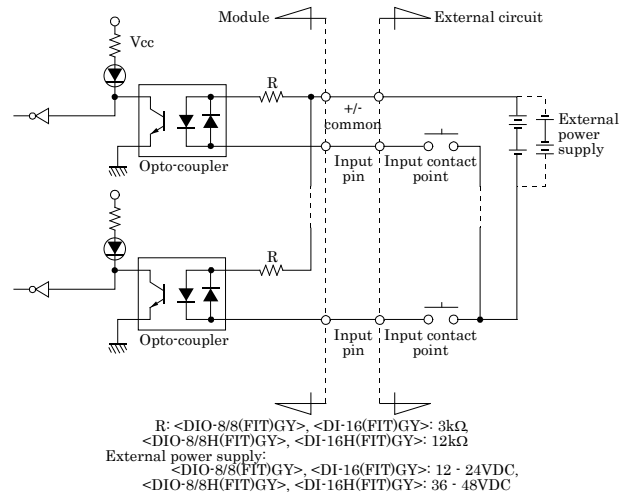 Module
External circuit
Vcc
R
+/-
common
External
power
supply
Opto-coupler
Input
pin
Input contact
point
R
Opto-coupler
Input
pin
Input contact
point
R: <DIO-8/8(FIT)GY>, <DI-16(FIT)GY>: 3kΩ,
<DIO-8/8H(FIT)GY>, <DI-16H(FIT)GY>: 12kΩ
External power supply:
<DIO-8/8(FIT)GY>, <DI-16(FIT)GY>: 12 - 24VDC,
<DIO-8/8H(FIT)GY>, <DI-16H(FIT)GY>: 36 - 48VDC